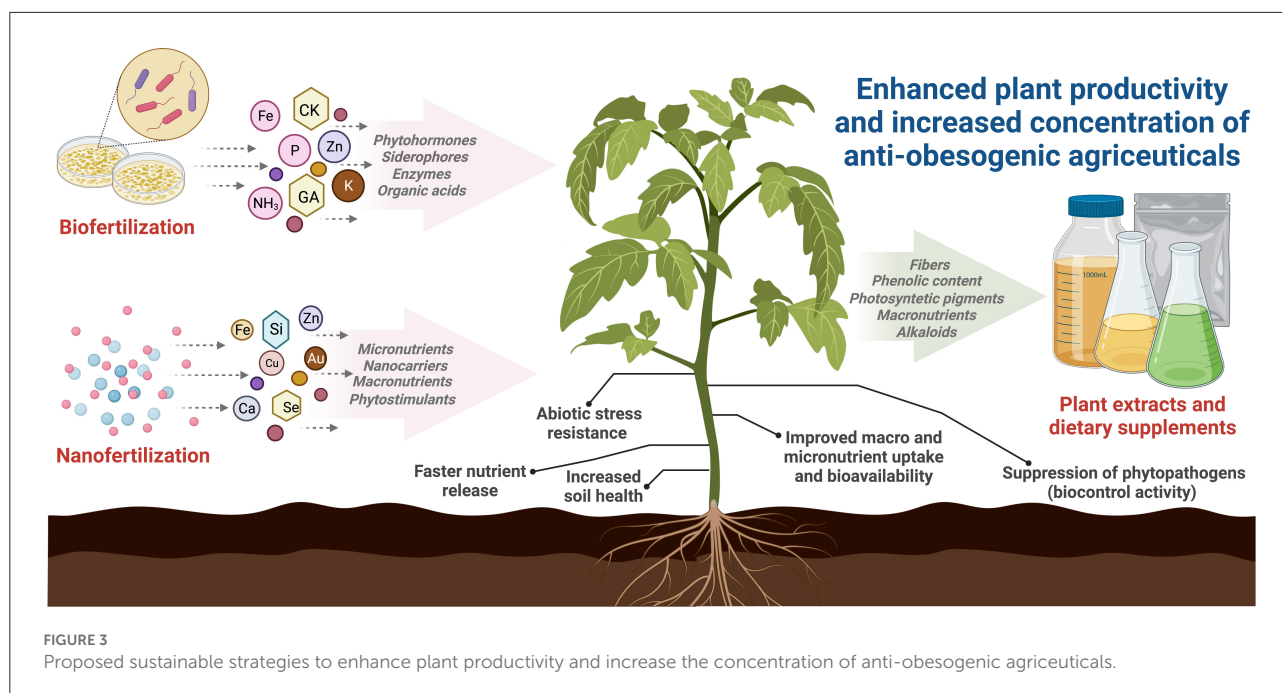 Enhanced plant productivity
and increased concentration of
anti-obesogenic agriceuticals
Fe
CK
P
Zn
NH₃
GA
K
Phytohormones
Siderophores
Enzymes
Organic acids
Biofertilization
Fe
Si
Zn
Cu
Au
Ca
Se
Micronutrients
Nanocarriers
Macronutrients
Phytostimulants
Nanofertilization
Fibers
Phenolic content
Photosyntetic pigments
Macronutrients
Alkaloids
1000mL
Plant extracts and
dietary supplements
Abiotic stress
resistance
Faster nutrient
release
Increased
soil health
Improved macro and
micronutrient uptake
and bioavailability
Suppression of phytopathogens
(biocontrol activity)
FIGURE 3
Proposed sustainable strategies to enhance plant productivity and increase the concentration of anti-obesogenic agriceuticals.